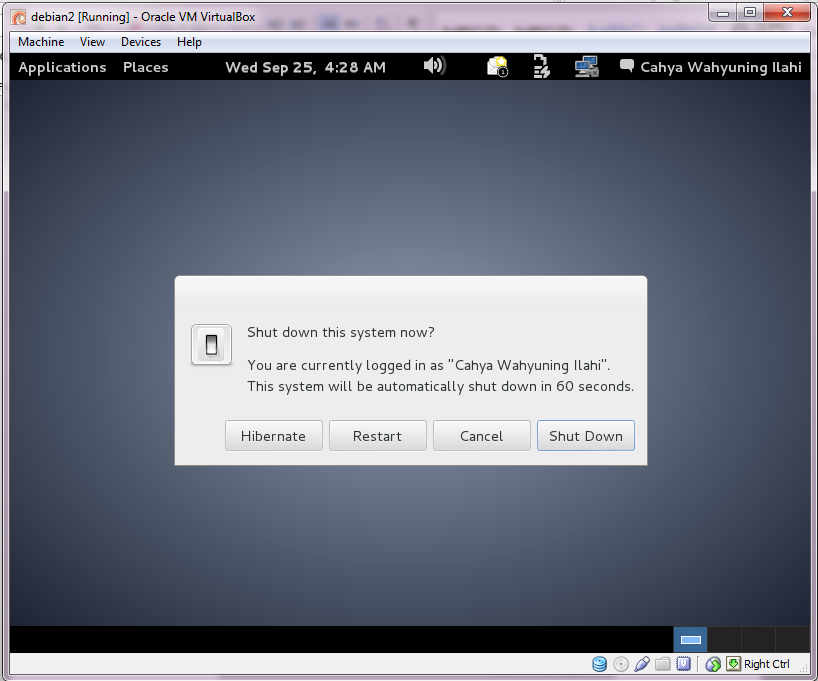 debian2 [Running] - Oracle VM VirtualBox
Machine View Devices Help
Applications Places Wed Sep 25, 4:28 AM 1 Cahya Wahyuning Ilahi
Shut down this system now?
You are currently logged in as "Cahya Wahyuning Ilahi".
This system will be automatically shut down in 60 seconds.
Hibernate Restart Cancel Shut Down
Right Ctrl